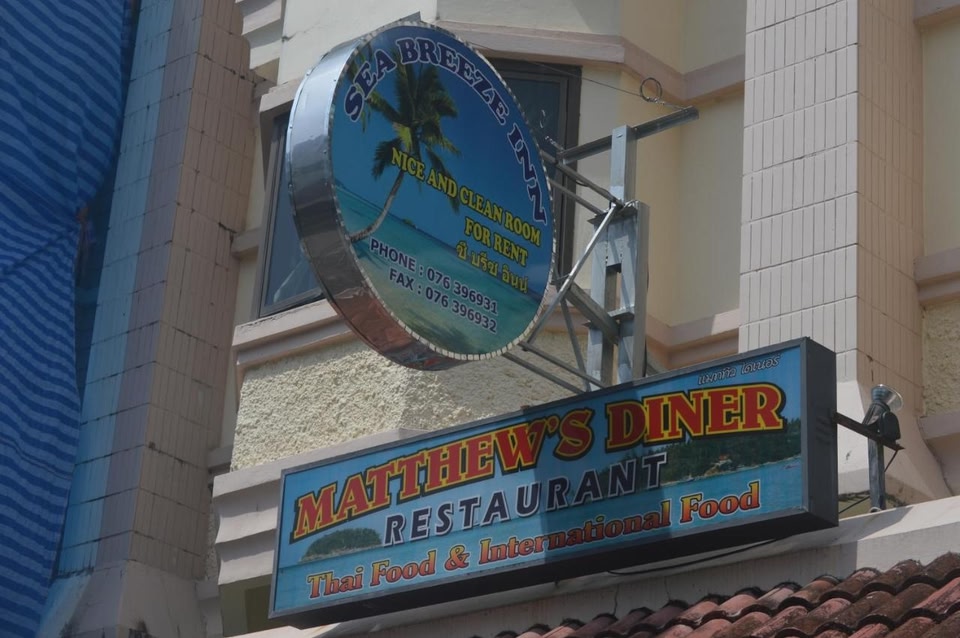 SEA BREEZE INN
NICE AND CLEAN ROOM
FOR RENT
ซี บรีซ อินน์
PHONE : 076 396931
FAX : 076 396932
แมททิว ไดเนอร์
MATTHEW'S DINER
RESTAURANT
Thai Food & International Food